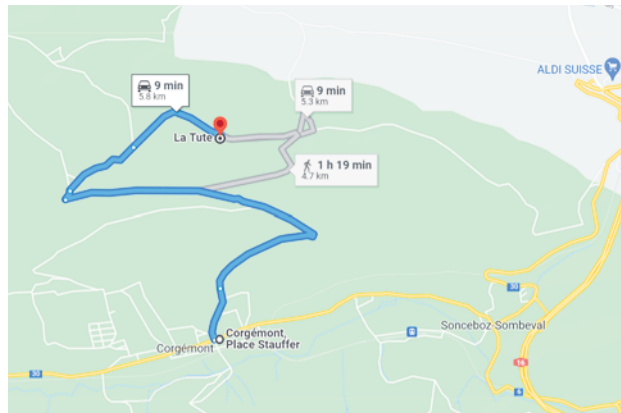 ALDI SUISSE
9 min
5.8 km
9 min
5.3 km
La Tute
1 h 19 min
4.7 km
30
Sonceboz-Sombeval
Corgémont,
Place Stauffer
Corgémont
16
30
6